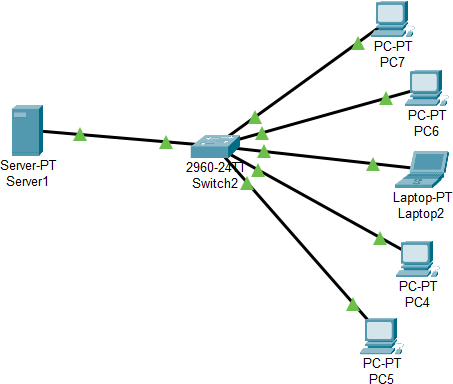 PC-PT
PC7
PC-PT
PC6
Server-PT
Server1
2960-24TT
Switch2
Laptop-PT
Laptop2
PC-PT
PC4
PC-PT
PC5